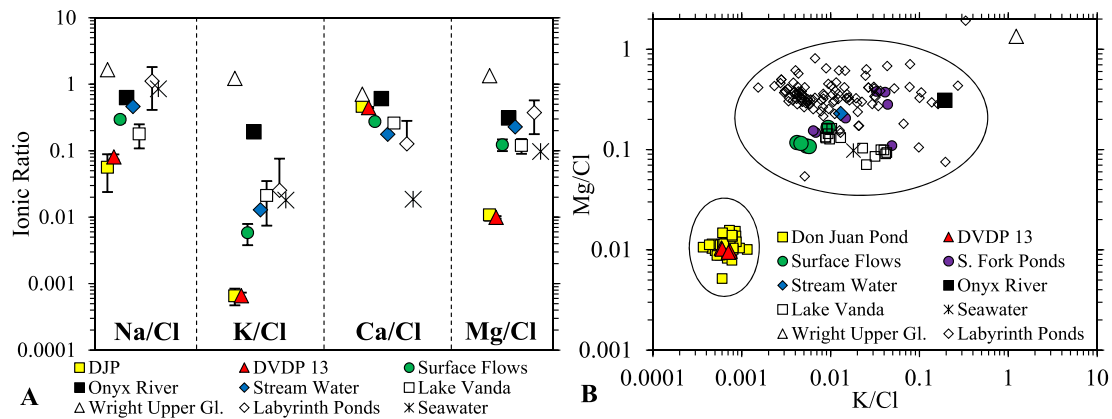 10
1
0.1
0.01
0.001
0.0001
Ionic Ratio
Na/Cl K/Cl Ca/Cl Mg/Cl
DJP DVDP 13 Surface Flows
Onyx River Stream Water Lake Vanda
Wright Upper Gl. Labyrinth Ponds Seawater
A
1
0.1
0.01
0.001
Mg/Cl
Don Juan Pond DVDP 13
Surface Flows S. Fork Ponds
Stream Water Onyx River
Lake Vanda Seawater
Wright Upper Gl. Labyrinth Ponds
0.0001 0.001 0.01 0.1 1 10
K/Cl
B